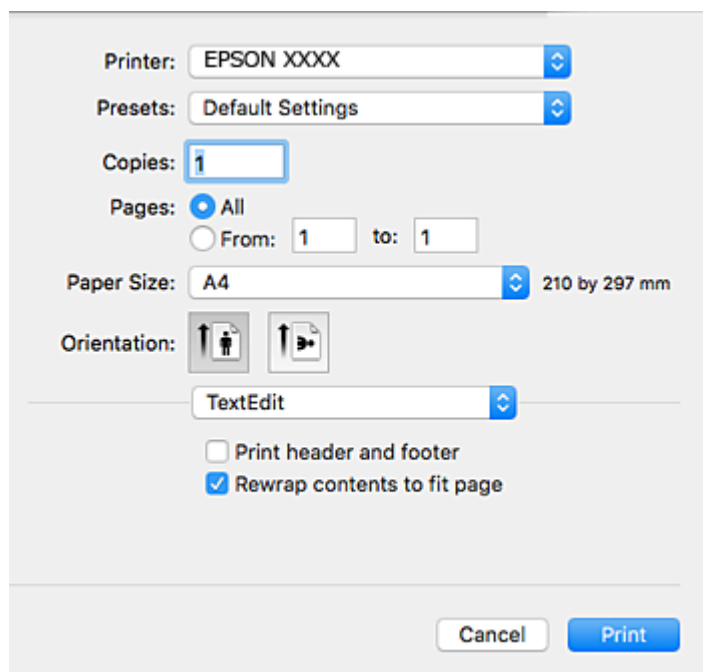 Printer: EPSON XXXX
Presets: Default Settings
Copies: 1
Pages: All
From: 1 to: 1
Paper Size: A4 210 by 297 mm
Orientation:
TextEdit
Print header and footer
Rewrap contents to fit page
Cancel Print